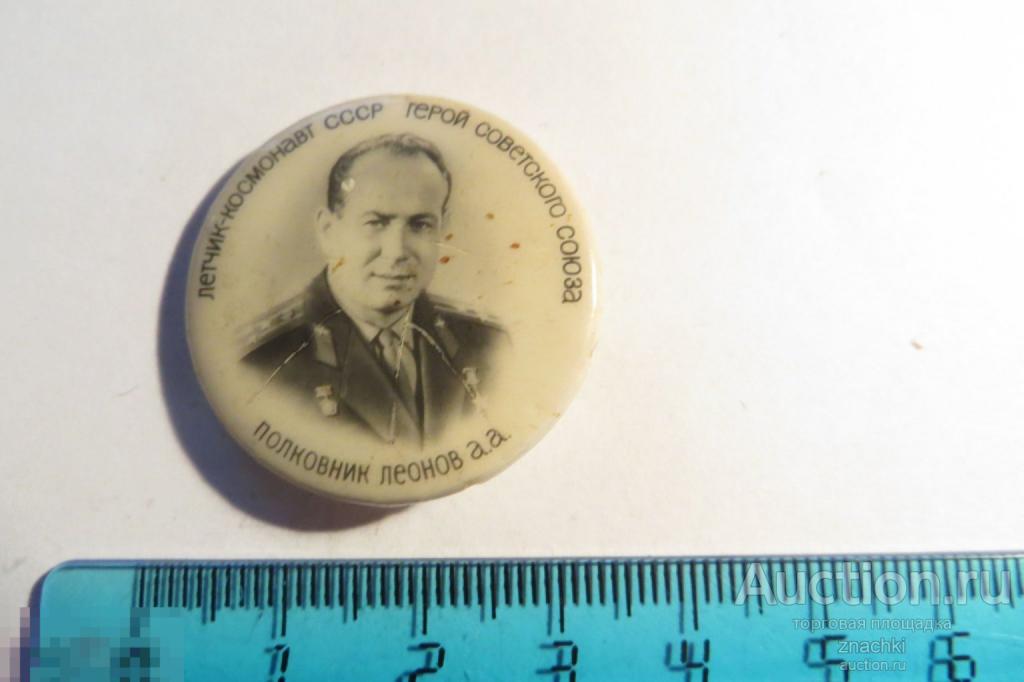 летчик-космонавт СССР герой советского союза
полковник леонов а.а.
Auction.ru
торговая площадка
znachki
auction.ru
1 2 3 4 5 6